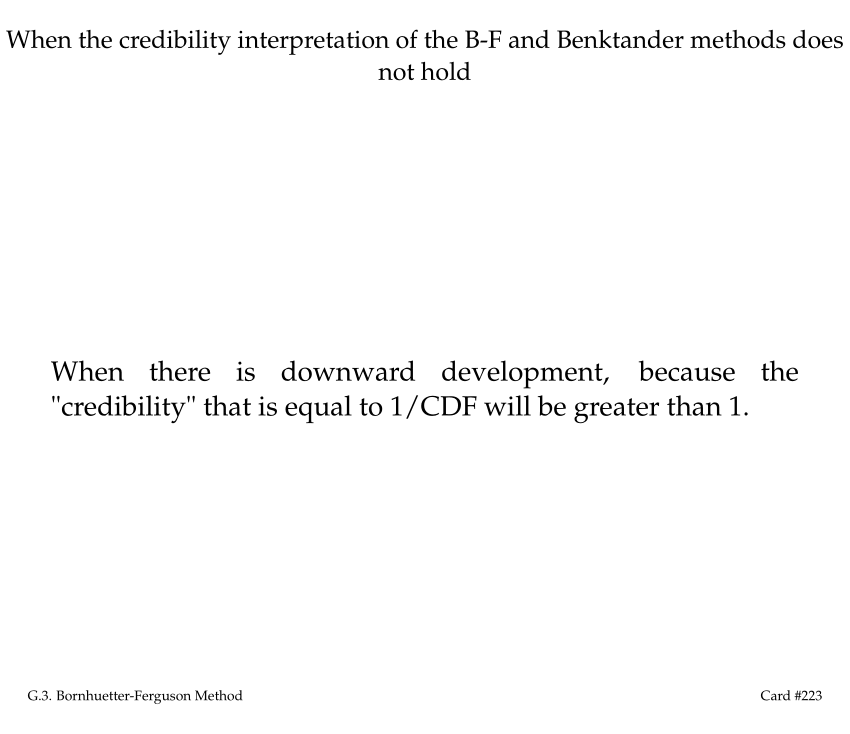 When the credibility interpretation of the B-F and Benktander methods does
not hold
When there is downward development, because the
"credibility" that is equal to 1/CDF will be greater than 1.
G.3. Bornhuetter-Ferguson Method
Card #223